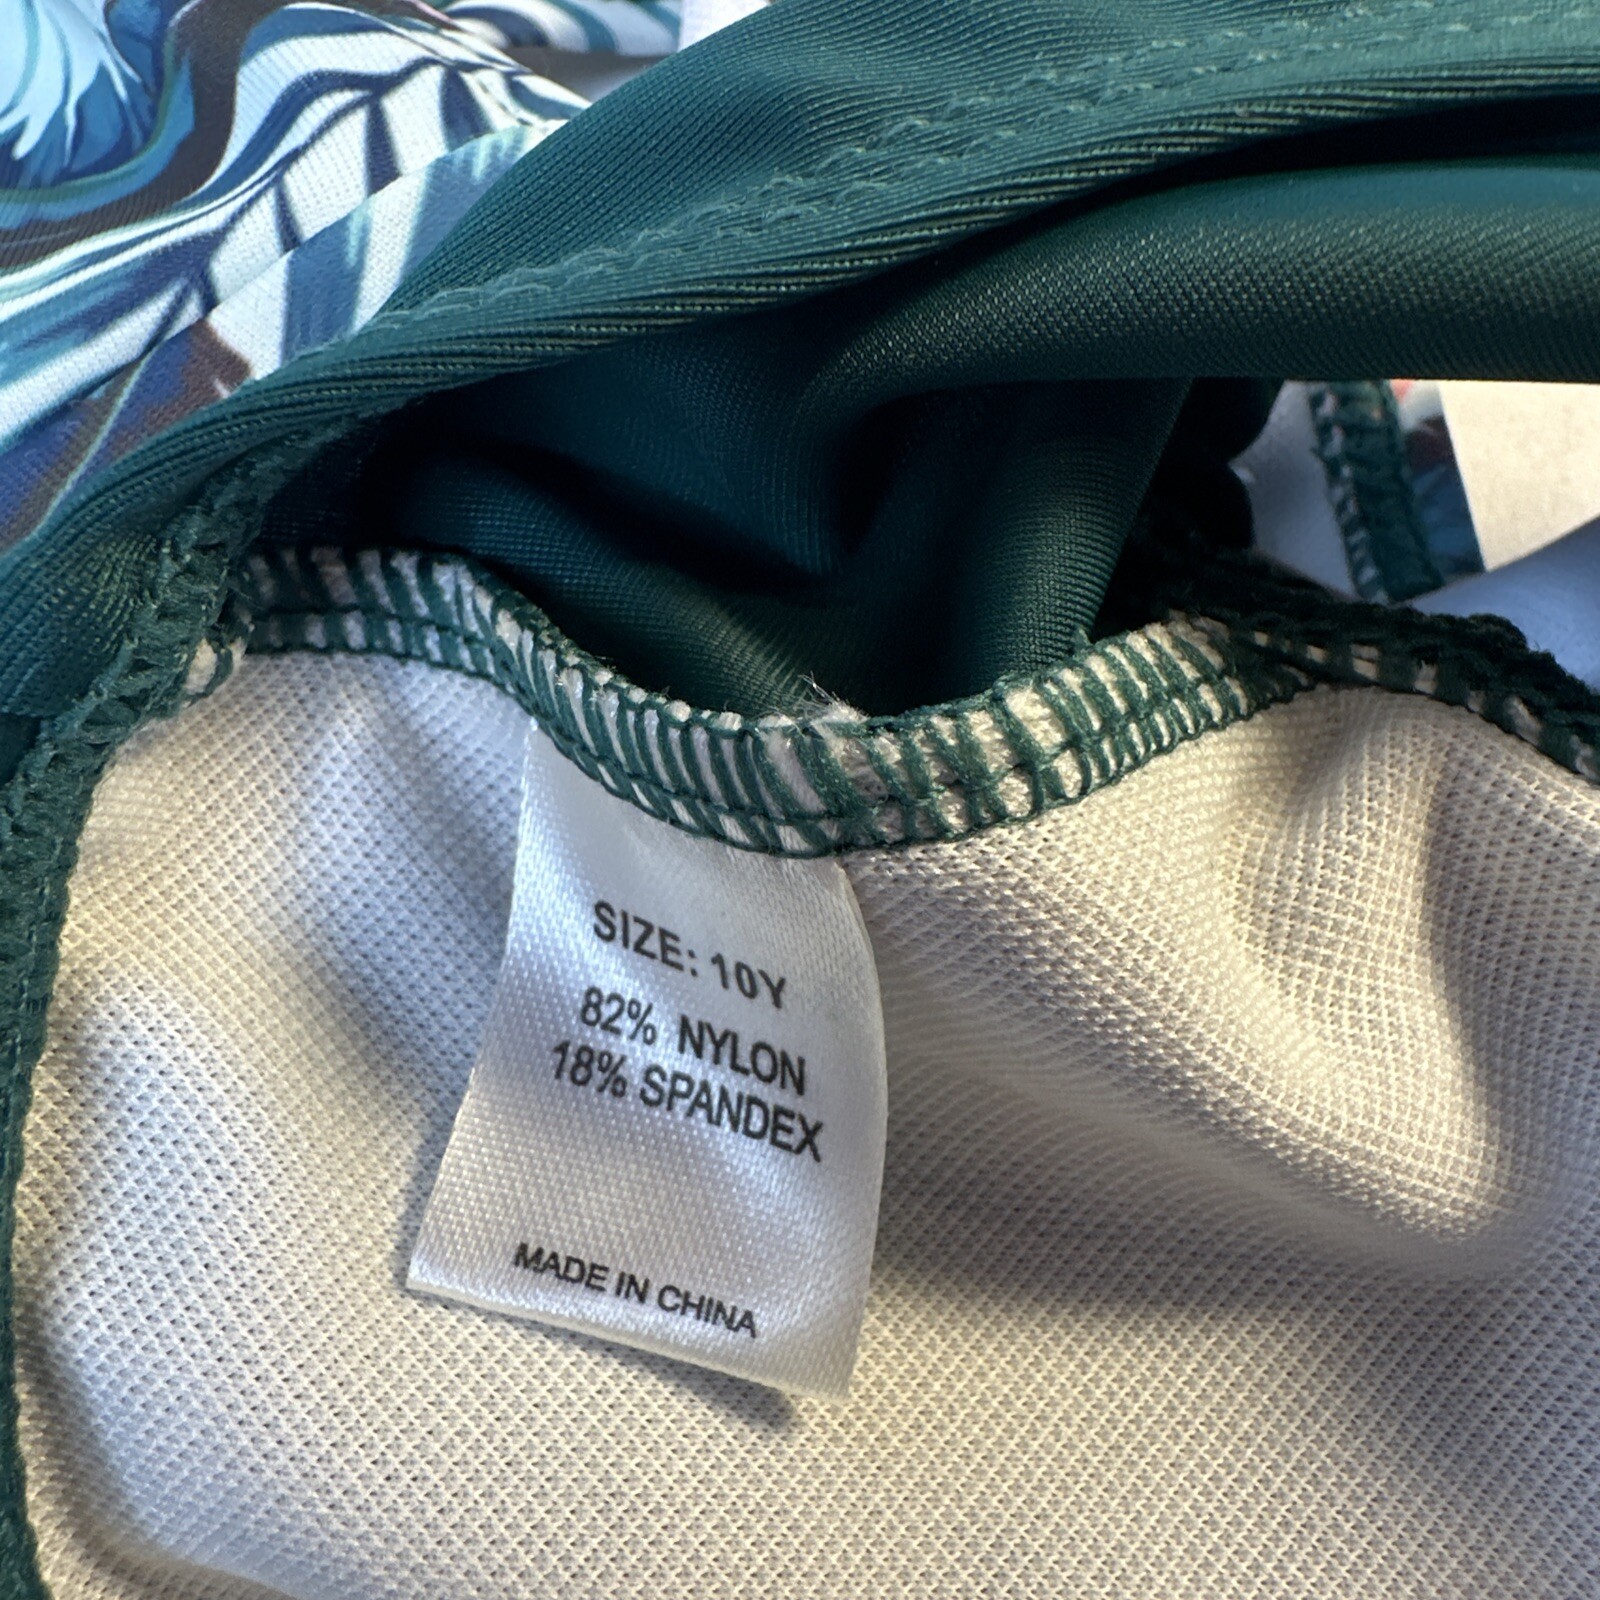 SIZE: 10Y
82% NYLON
18% SPANDEX
MADE IN CHINA